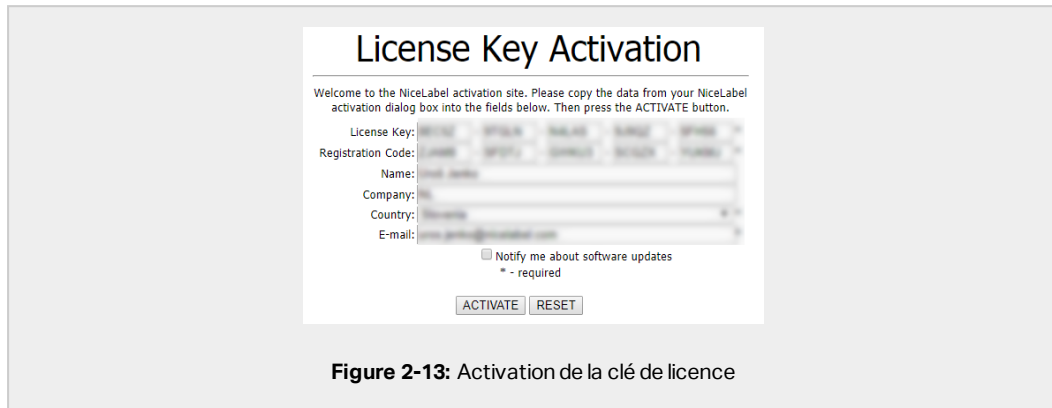 License Key Activation
Welcome to the NiceLabel activation site. Please copy the data from your NiceLabel
activation dialog box into the fields below. Then press the ACTIVATE button.
License Key: - - - - *
Registration Code: - - - - *
Name:
Company:
Country: *
E-mail: *
Notify me about software updates
* - required
ACTIVATE RESET
Figure 2-13: Activation de la clé de licence